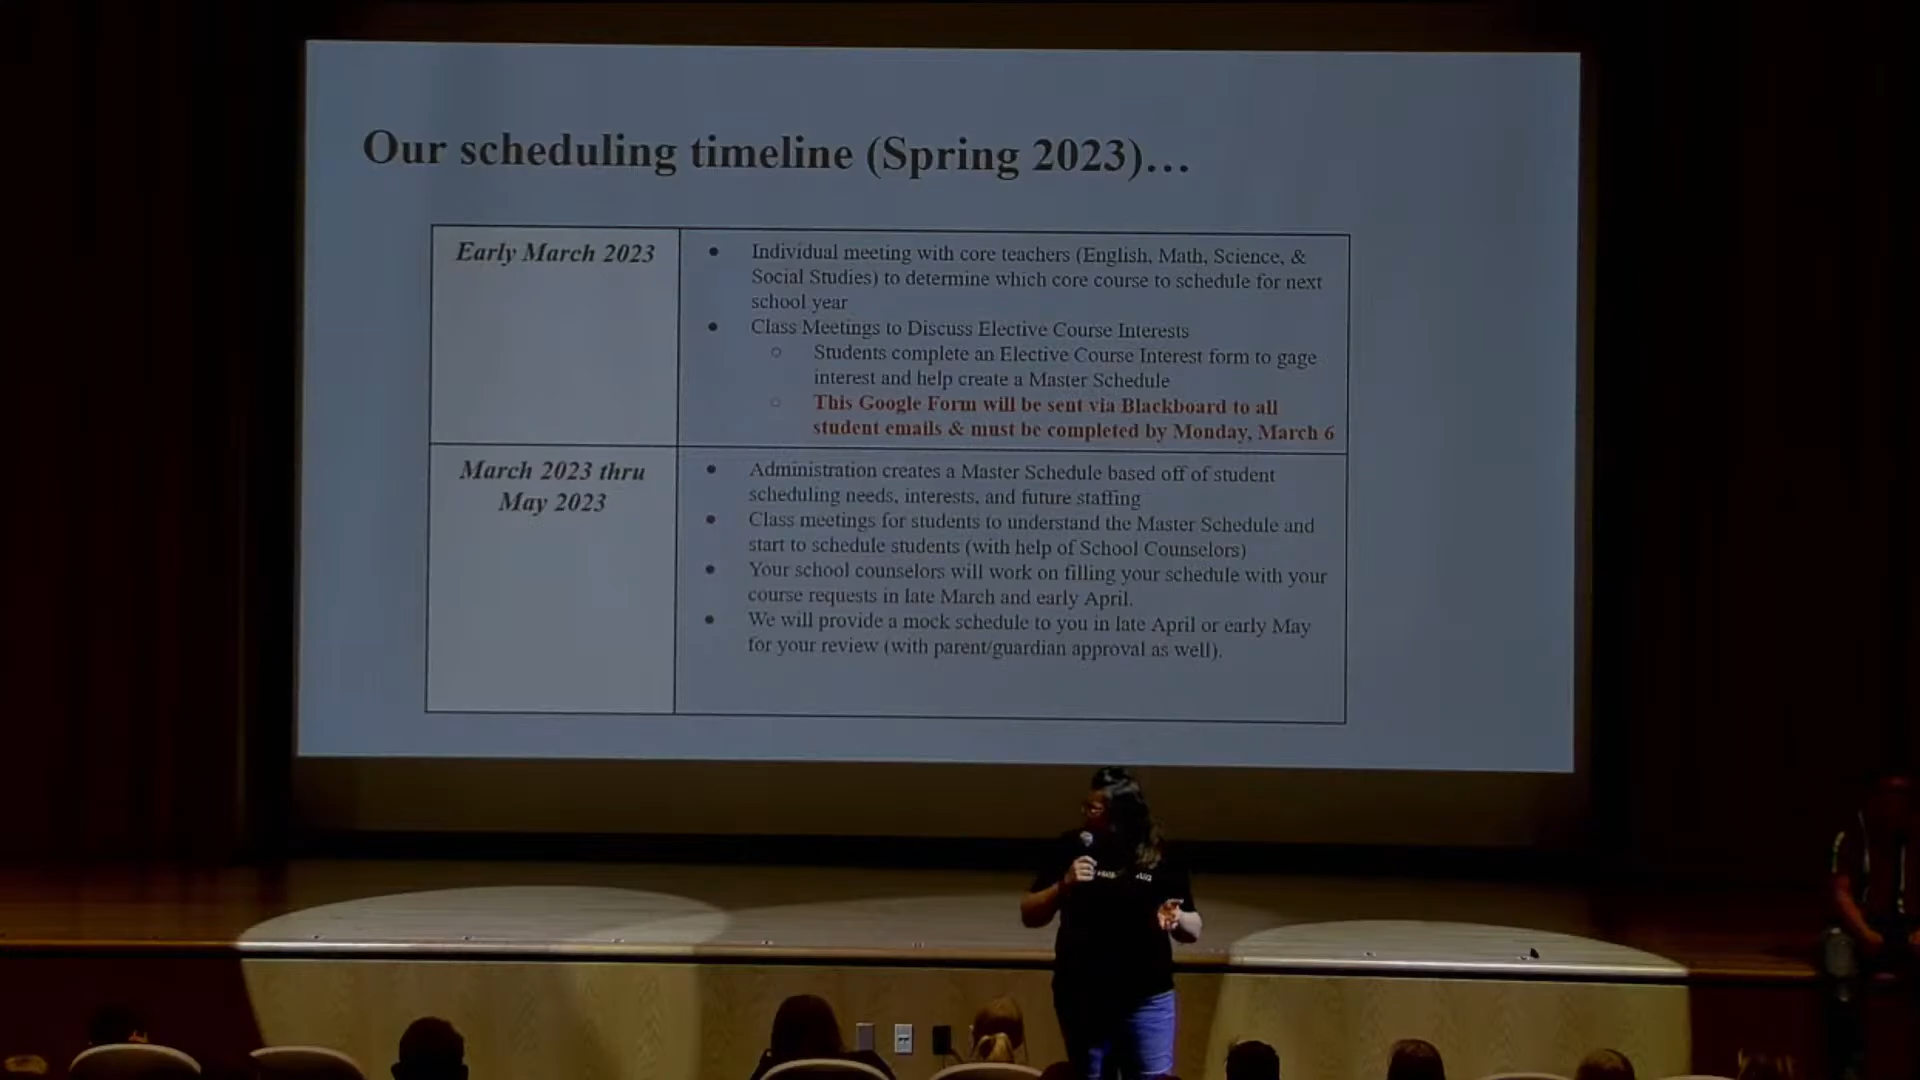 Our scheduling timeline (Spring 2023)…
Early March 2023
Individual meeting with core teachers (English, Math, Science, &
Social Studies) to determine which core course to schedule for next
school year
Class Meetings to Discuss Elective Course Interests
Students complete an Elective Course Interest form to gage
interest and help create a Master Schedule
This Google Form will be sent via Blackboard to all
student emails & must be completed by Monday, March 6
March 2023 thru
May 2023
Administration creates a Master Schedule based off of student
scheduling needs, interests, and future staffing
Class meetings for students to understand the Master Schedule and
start to schedule students (with help of School Counselors)
Your school counselors will work on filling your schedule with your
course requests in late March and early April.
We will provide a mock schedule to you in late April or early May
for your review (with parent/guardian approval as well).